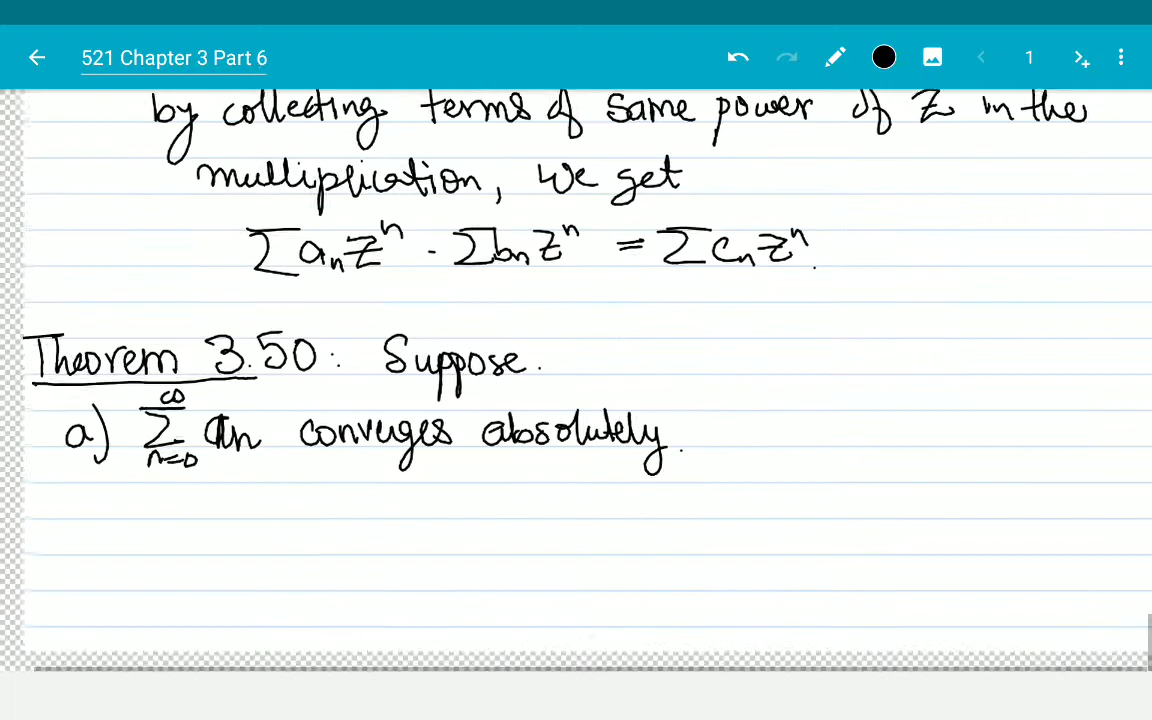 521 Chapter 3 Part 6
1
by collecting terms of same power of Z in the
multiplication, we get
∑aₙzⁿ · ∑bₙzⁿ = ∑cₙzⁿ.
Theorem 3.50: Suppose.
a) ∑ₙ₌₀^∞ aₙ converges absolutely.